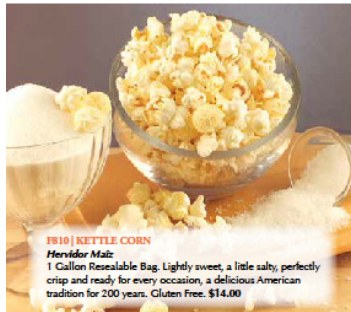 F810 | KETTLE CORN
Hervidor Maíz
1 Gallon Resealable Bag. Lightly sweet, a little salty, perfectly
crisp and ready for every occasion, a delicious American
tradition for 200 years. Gluten Free. $14.00